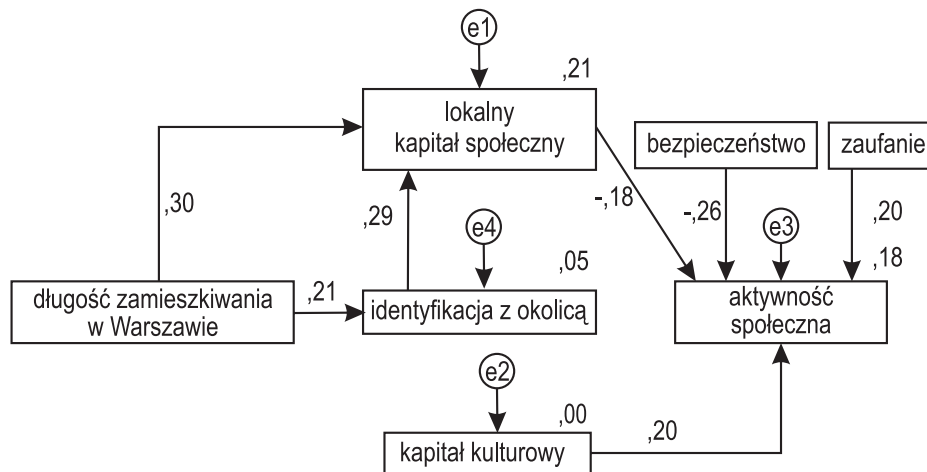 e1
,21
lokalny
kapitał społeczny
bezpieczeństwo
zaufanie
,30
,29
-,18
-,26
,20
e4
e3
,05
,18
długość zamieszkiwania
w Warszawie
,21
identyfikacja z okolicą
aktywność
społeczna
e2
,00
kapitał kulturowy
,20